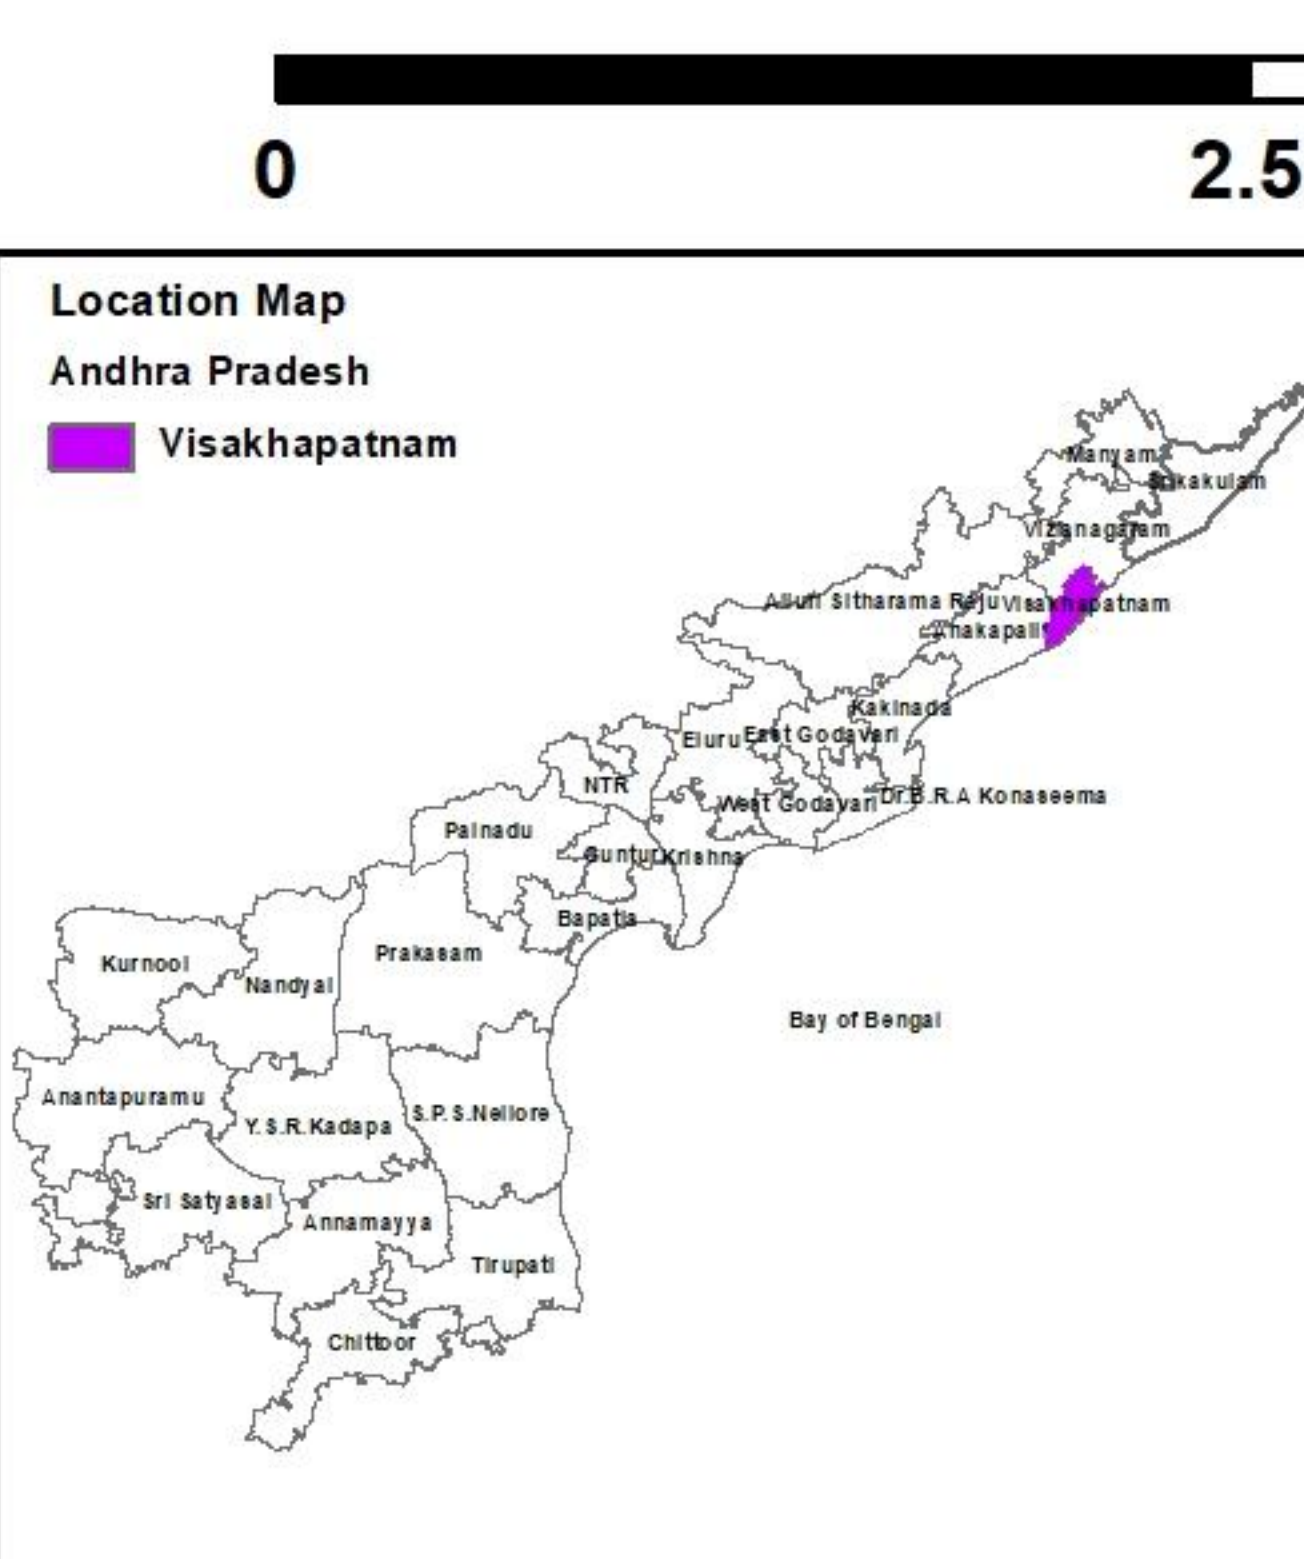 0 2.5
Location Map
Andhra Pradesh
Visakhapatnam
Manyam
Srikakulam
Vizianagaram
Alluri Sitharama Raju
Visakhapatnam
Anakapalli
Kakinada
Eluru
East Godavari
NTR
West Godavari
Dr.B.R.A Konaseema
Palnadu
Guntur
Krishna
Bapatla
Prakasam
Kurnool
Nandyal
Bay of Bengal
Anantapuramu
S.P.S.Nellore
Y.S.R.Kadapa
Sri Satyasai
Annamayya
Tirupati
Chittoor